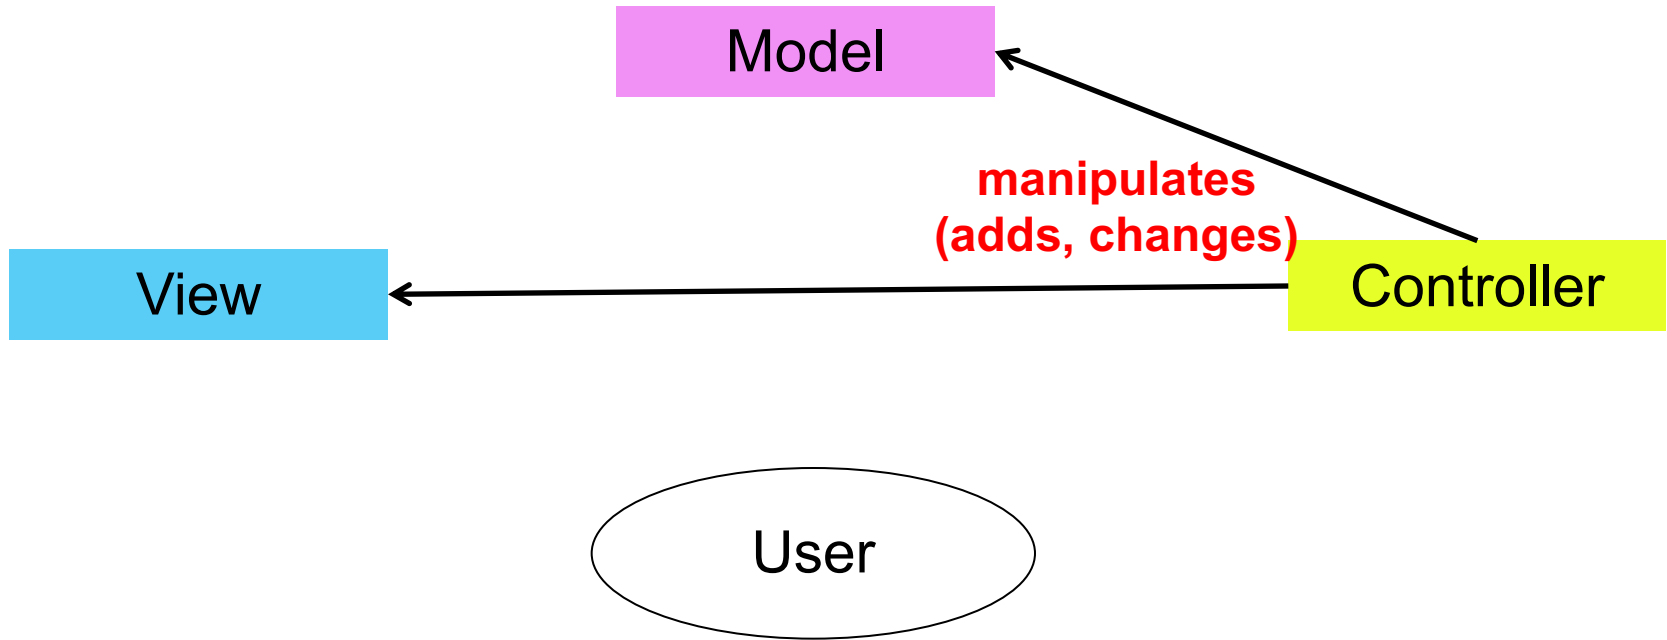 Model
manipulates
(adds, changes)
View
Controller
User